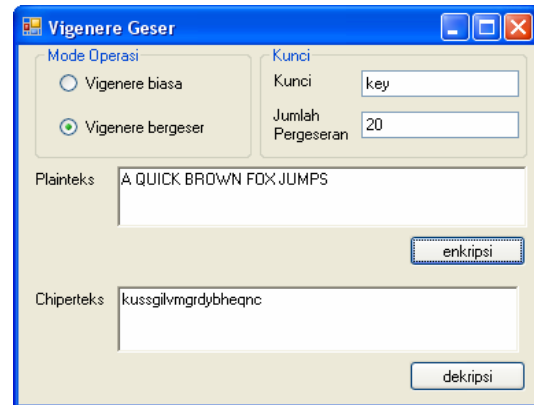 Vigenere Geser
Mode Operasi
Vigenere biasa
Vigenere bergeser
Kunci
Kunci
key
Jumlah
Pergeseran
20
Plainteks
A QUICK BROWN FOX JUMPS
enkripsi
Chiperteks
kussgilvmgrdybheqnc
dekripsi